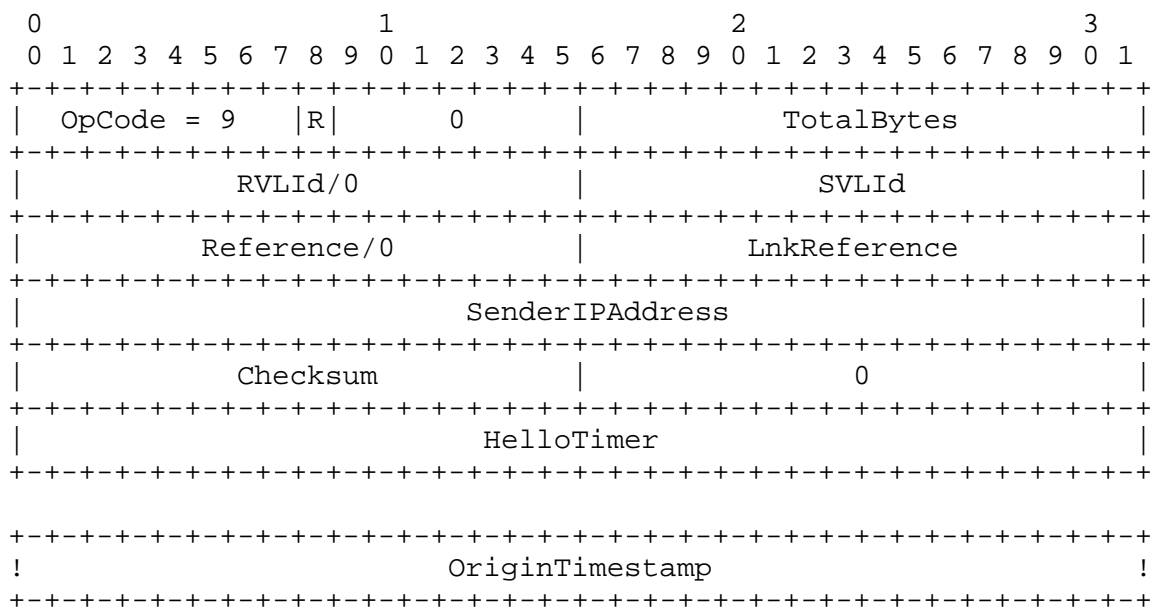 0                   1                   2                   3
 0 1 2 3 4 5 6 7 8 9 0 1 2 3 4 5 6 7 8 9 0 1 2 3 4 5 6 7 8 9 0 1
+-+-+-+-+-+-+-+-+-+-+-+-+-+-+-+-+-+-+-+-+-+-+-+-+-+-+-+-+-+-+-+-+
|  OpCode = 9   |R|      0      |           TotalBytes          |
+-+-+-+-+-+-+-+-+-+-+-+-+-+-+-+-+-+-+-+-+-+-+-+-+-+-+-+-+-+-+-+-+
|            RVLId/0            |             SVLId             |
+-+-+-+-+-+-+-+-+-+-+-+-+-+-+-+-+-+-+-+-+-+-+-+-+-+-+-+-+-+-+-+-+
|          Reference/0          |         LnkReference          |
+-+-+-+-+-+-+-+-+-+-+-+-+-+-+-+-+-+-+-+-+-+-+-+-+-+-+-+-+-+-+-+-+
|                         SenderIPAddress                       |
+-+-+-+-+-+-+-+-+-+-+-+-+-+-+-+-+-+-+-+-+-+-+-+-+-+-+-+-+-+-+-+-+
|            Checksum           |               0               |
+-+-+-+-+-+-+-+-+-+-+-+-+-+-+-+-+-+-+-+-+-+-+-+-+-+-+-+-+-+-+-+-+
|                          HelloTimer                           |
+-+-+-+-+-+-+-+-+-+-+-+-+-+-+-+-+-+-+-+-+-+-+-+-+-+-+-+-+-+-+-+-+
+-+-+-+-+-+-+-+-+-+-+-+-+-+-+-+-+-+-+-+-+-+-+-+-+-+-+-+-+-+-+-+-+
!                        OriginTimestamp                        !
+-+-+-+-+-+-+-+-+-+-+-+-+-+-+-+-+-+-+-+-+-+-+-+-+-+-+-+-+-+-+-+-+